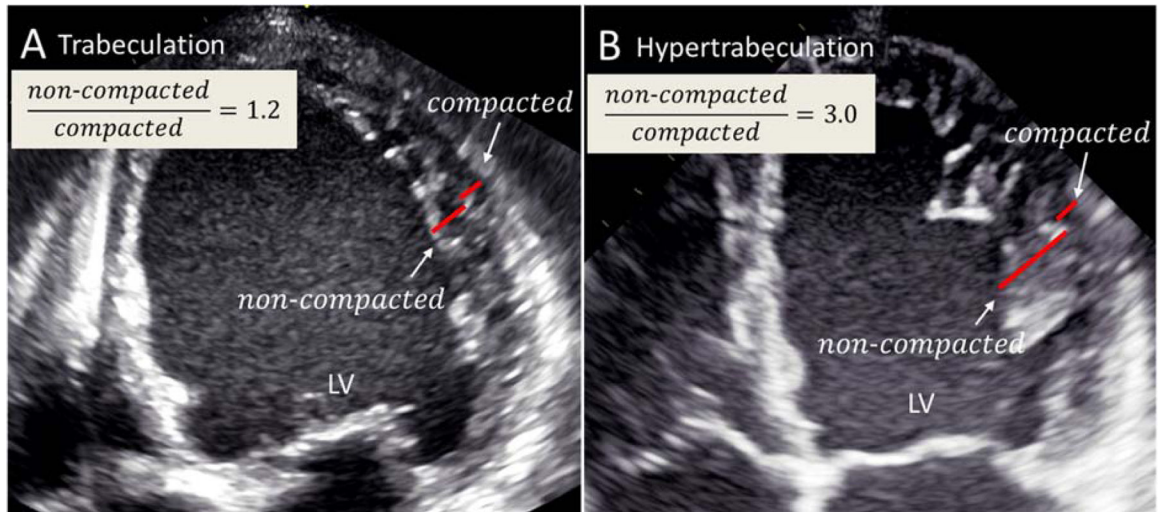 A Trabeculation
non-compacted
compacted
= 1.2
compacted
non-compacted
LV
B Hypertrabeculation
non-compacted
compacted
= 3.0
compacted
non-compacted
LV